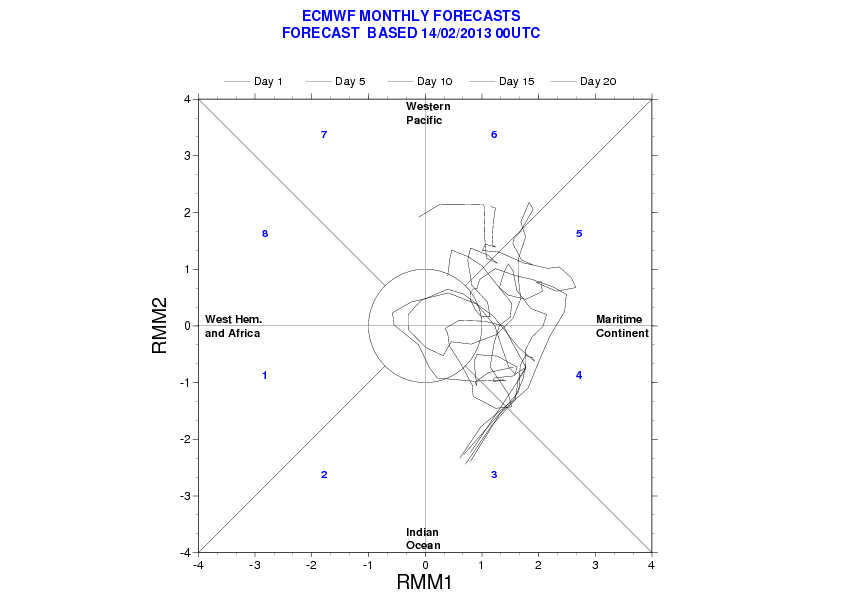 ECMWF MONTHLY FORECASTS
FORECAST BASED 14/02/2013 00UTC
Day 1 Day 5 Day 10 Day 15 Day 20
4
Western
Pacific
7 6
3
2
8 5
1
RMM2
0
West Hem.
and Africa
Maritime
Continent
-1
1 4
-2
2 3
-3
Indian
Ocean
-4
-4 -3 -2 -1 0 1 2 3 4
RMM1